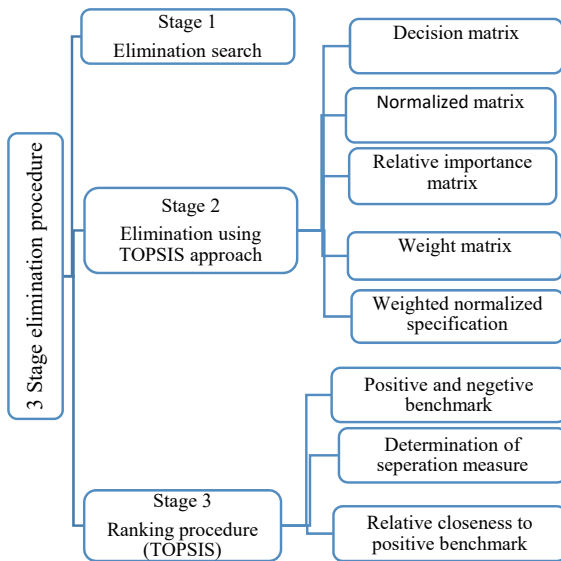 3 Stage elimination procedure
Stage 1
Elimination search
Stage 2
Elimination using
TOPSIS approach
Decision matrix
Normalized matrix
Relative importance
matrix
Weight matrix
Weighted normalized
specification
Stage 3
Ranking procedure
(TOPSIS)
Positive and negetive
benchmark
Determination of
seperation measure
Relative closeness to
positive benchmark